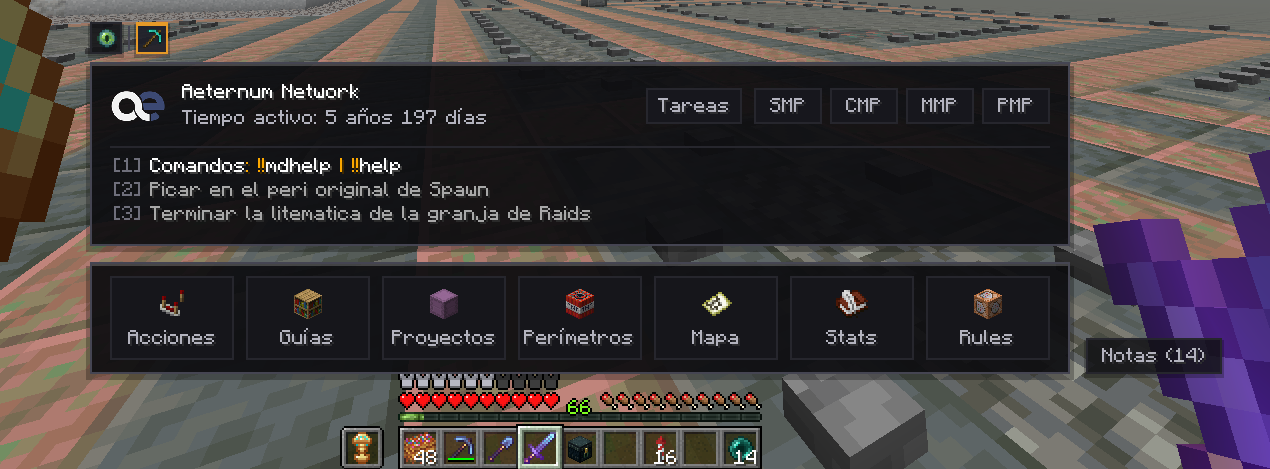 Aeternum Network
Tiempo activo: 5 años 197 días
Tareas
SMP
CMP
MMP
PMP
[1] Comandos: !!mdhelp | !!help
[2] Picar en el peri original de Spawn
[3] Terminar la litematica de la granja de Raids
Acciones
Guías
Proyectos
Perímetros
Mapa
Stats
Rules
Notas (14)
66
48
16
14